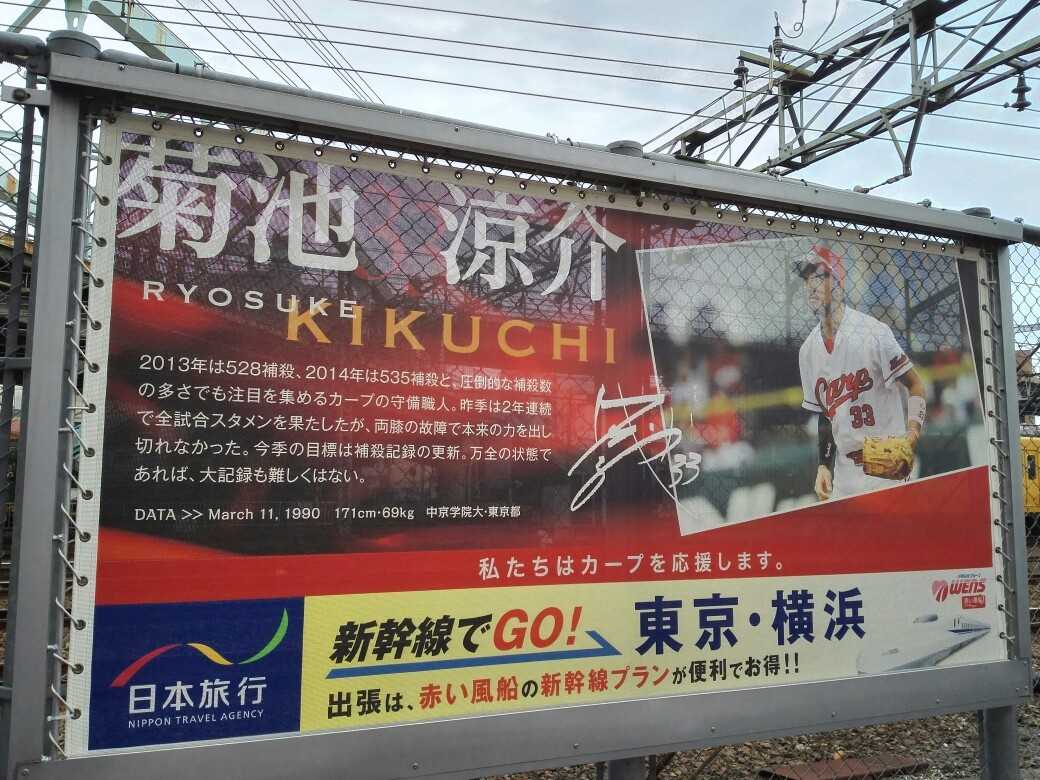 菊池 涼介
RYOSUKE
KIKUCHI
2013年は528補殺、2014年は535補殺と、圧倒的な補殺数
の多さでも注目を集めるカープの守備職人。昨季は2年連続
で全試合スタメンを果たしたが、両膝の故障で本来の力を出し
切れなかった。今季の目標は補殺記録の更新。万全の状態で
あれば、大記録も難しくはない。
DATA >> March 11, 1990 171cm・69kg 中京学院大・東京都
33
Carp
33
私たちはカープを応援します。
日本旅行
NIPPON TRAVEL AGENCY
新幹線でGO! 東京・横浜
出張は、赤い風船の新幹線プランが便利でお得!!
WENS
赤い風船